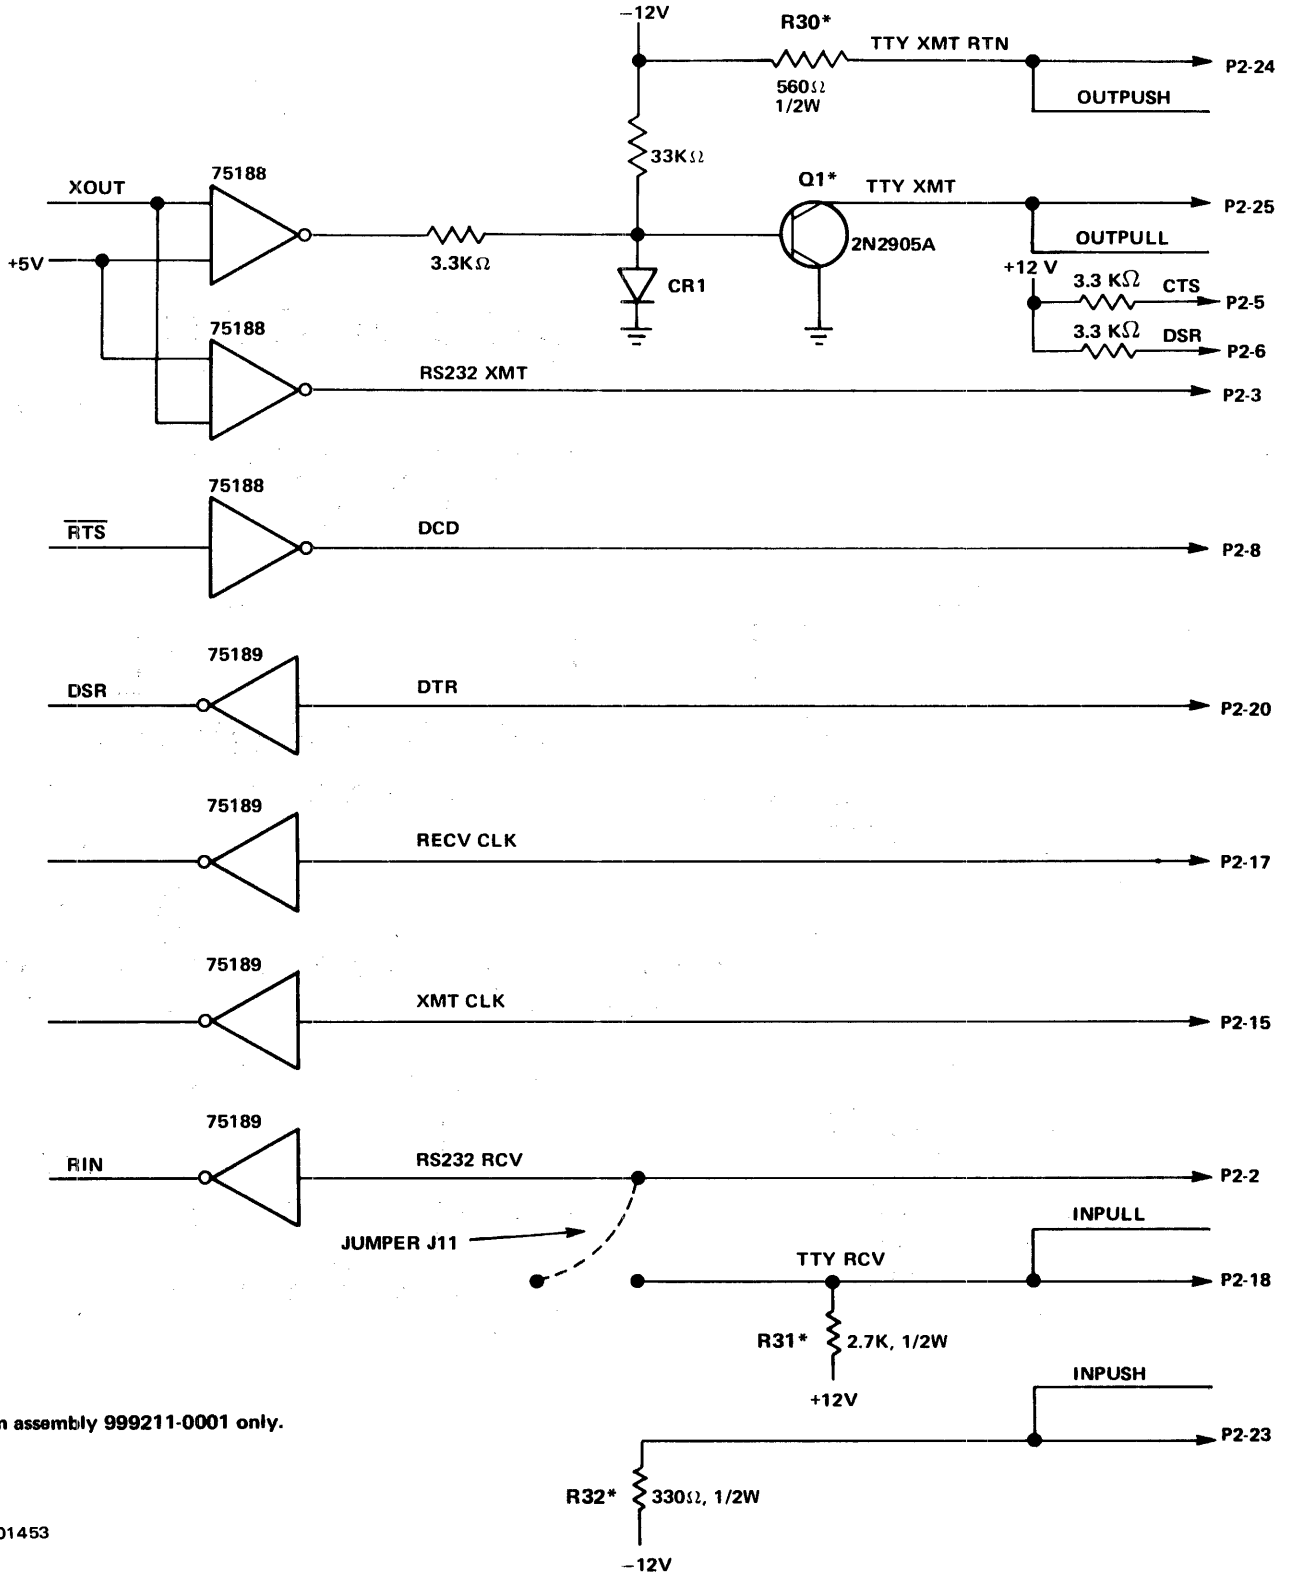 −12V
R30*
TTY XMT RTN
P2-24
560Ω
1/2W
OUTPUSH
33KΩ
75188
XOUT
Q1*
TTY XMT
P2-25
2N2905A
OUTPULL
+5V
3.3KΩ
+12 V
CR1
3.3 KΩ
CTS
P2-5
75188
3.3 KΩ
DSR
P2-6
RS232 XMT
P2-3
75188
RTS
DCD
P2-8
75189
DSR
DTR
P2-20
75189
RECV CLK
P2-17
75189
XMT CLK
P2-15
75189
RIN
RS232 RCV
P2-2
INPULL
JUMPER J11
TTY RCV
P2-18
R31*
2.7K, 1/2W
INPUSH
+12V
assembly 999211-0001 only.
P2-23
R32*
330Ω, 1/2W
01453
−12V